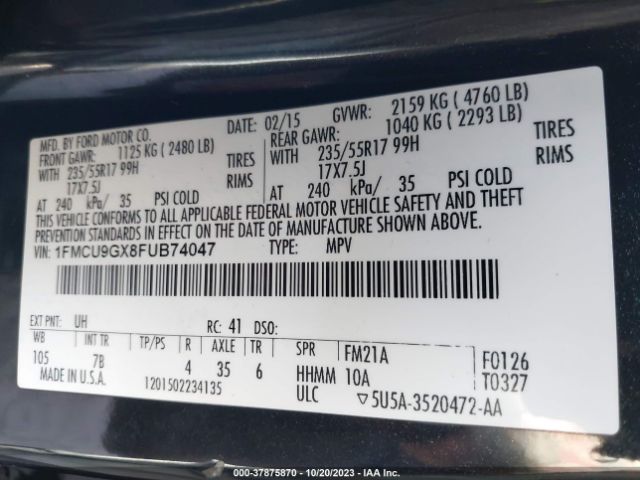 MFD. BY FORD MOTOR CO.
DATE: 02/15 GVWR: 2159 KG ( 4760 LB)
FRONT GAWR: 1125 KG ( 2480 LB) REAR GAWR: 1040 KG ( 2293 LB)
WITH 235/55R17 99H TIRES WITH 235/55R17 99H TIRES
17X7.5J RIMS 17X7.5J RIMS
AT 240 kPa/ 35 PSI COLD AT 240 kPa/ 35 PSI COLD
THIS VEHICLE CONFORMS TO ALL APPLICABLE FEDERAL MOTOR VEHICLE SAFETY AND THEFT
PREVENTION STANDARDS IN EFFECT ON THE DATE OF MANUFACTURE SHOWN ABOVE.
VIN: 1FMCU9GX8FUB74047 TYPE: MPV
EXT PNT: UH RC: 41 DSO:
WB INT TR TP/PS R AXLE TR SPR FM21A F0126
105 7B 4 35 6 HHMM 10A T0327
MADE IN U.S.A. 1201502234135 ULC ▽5U5A-3520472-AA
000-37875870 | 10/20/2023 | IAA Inc.